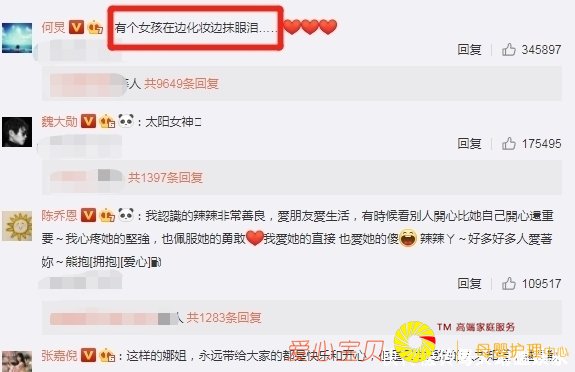 何炅 V 有个女孩在边化妆边抹眼泪……
回复 345897
人 共9649条回复
魏大勋 V :太阳女神
回复 175495
共1397条回复
陈乔恩 V :我認識的辣辣非常善良,愛朋友愛生活,有時候看別人開心比她自己開心還重
要~我心疼她的堅強,也佩服她的勇敢 我愛她的直接 也愛她的傻 辣辣丫~好多好多人愛著
妳~熊抱[拥抱][爱心]
回复 109517
人 共1283条回复
爱心宝贝 TM 高端家庭服务
母婴护理中心
张嘉倪 V :这样的娜姐,永远带给大家的都是快乐和开心